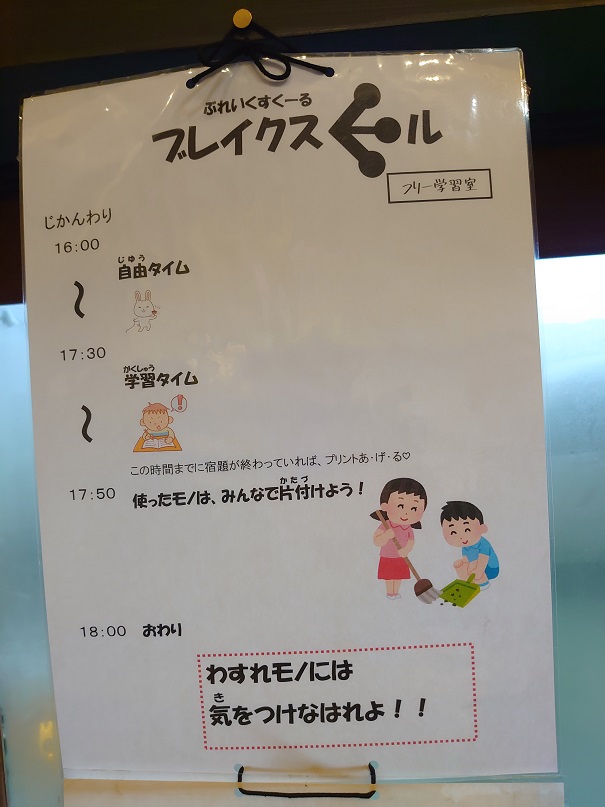 ぶれいくすくーる
ブレイクスクール
フリー学習室
じかんわり
16:00
じゆう
自由タイム
〜
17:30
がくしゅう
学習タイム
!
〜
この時間までに宿題が終わっていれば、プリントあ・げ・る♡
かたづ
17:50 使ったモノは、みんなで片付けよう！
18:00 おわり
わすれモノには
き
気をつけなはれよ！！